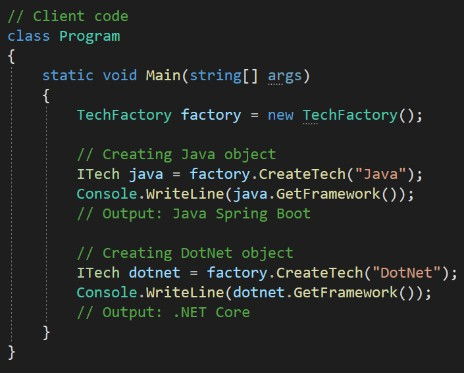 // Client code
class Program
{
    static void Main(string[] args)
    {
        TechFactory factory = new TechFactory();

        // Creating Java object
        ITech java = factory.CreateTech("Java");
        Console.WriteLine(java.GetFramework());
        // Output: Java Spring Boot

        // Creating DotNet object
        ITech dotnet = factory.CreateTech("DotNet");
        Console.WriteLine(dotnet.GetFramework());
        // Output: .NET Core
    }
}